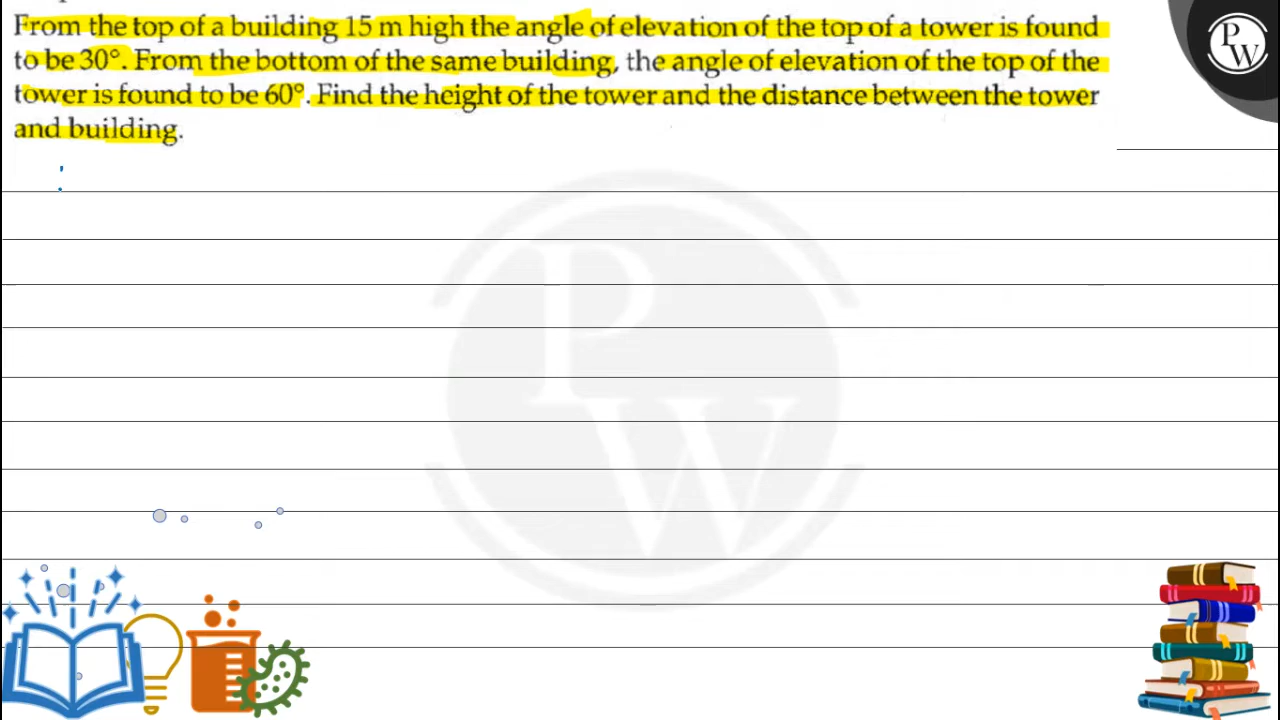 From the top of a building 15 m high the angle of elevation of the top of a tower is found
to be 30°. From the bottom of the same building, the angle of elevation of the top of the
tower is found to be 60°. Find the height of the tower and the distance between the tower
and building.
P
W
P
W